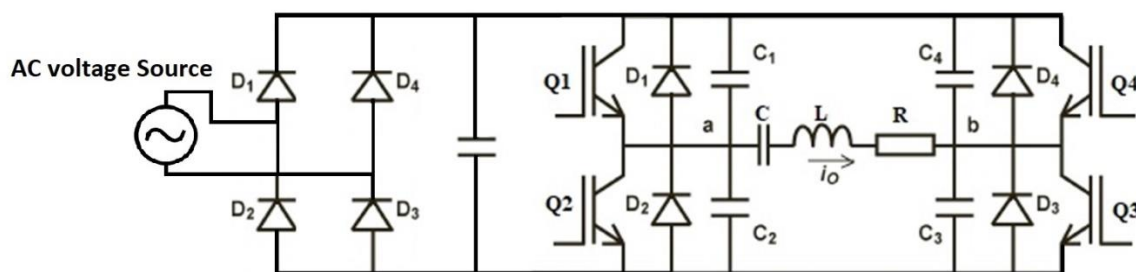 AC voltage Source
D1
D4
D2
D3
Q1
D1
C1
C4
D4
Q4
a
C
L
R
b
iO
Q2
D2
C2
C3
D3
Q3